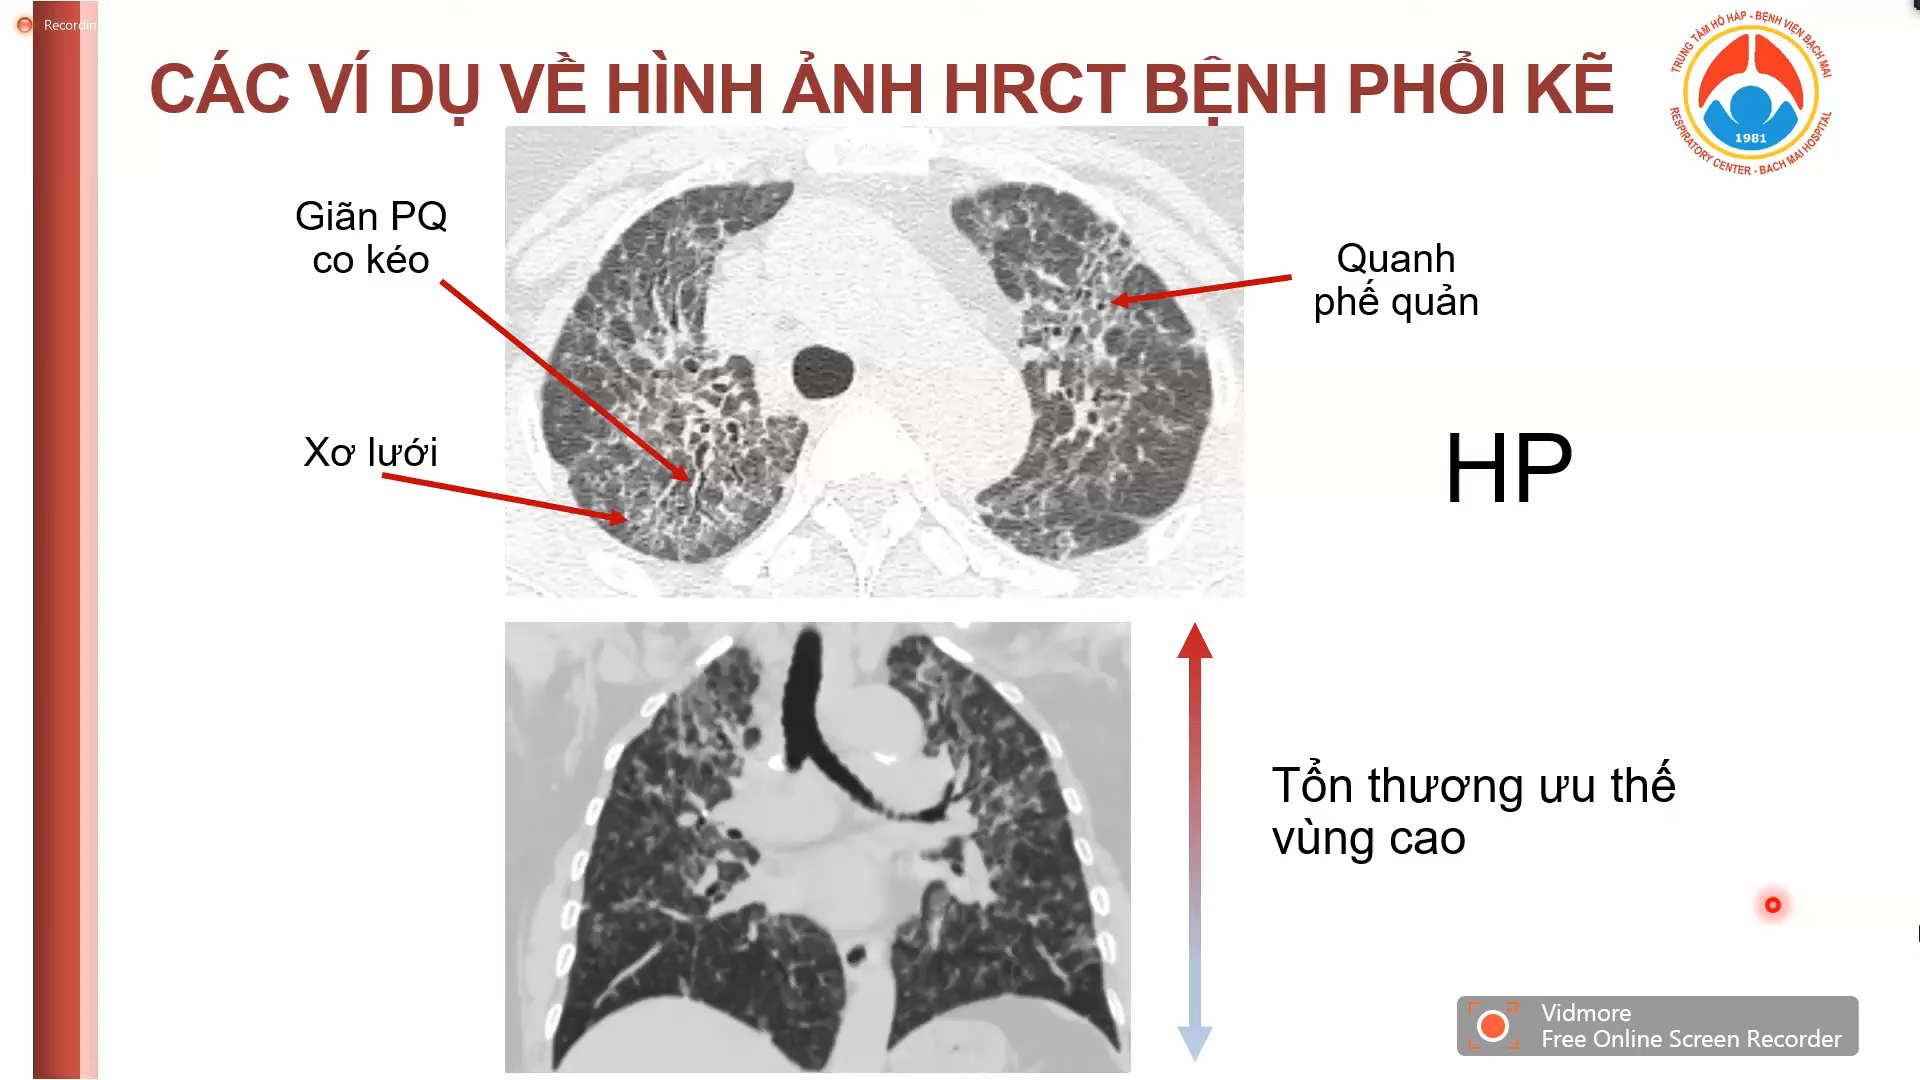 Recordin
CÁC VÍ DỤ VỀ HÌNH ẢNH HRCT BỆNH PHỔI KẼ
TRUNG TÂM HÔ HẤP - BỆNH VIỆN BẠCH MAI
1981
RESPIRATORY CENTER - BACH MAI HOSPITAL
Giãn PQ
co kéo
Quanh
phế quản
Xơ lưới
HP
Tổn thương ưu thế
vùng cao
Vidmore
Free Online Screen Recorder